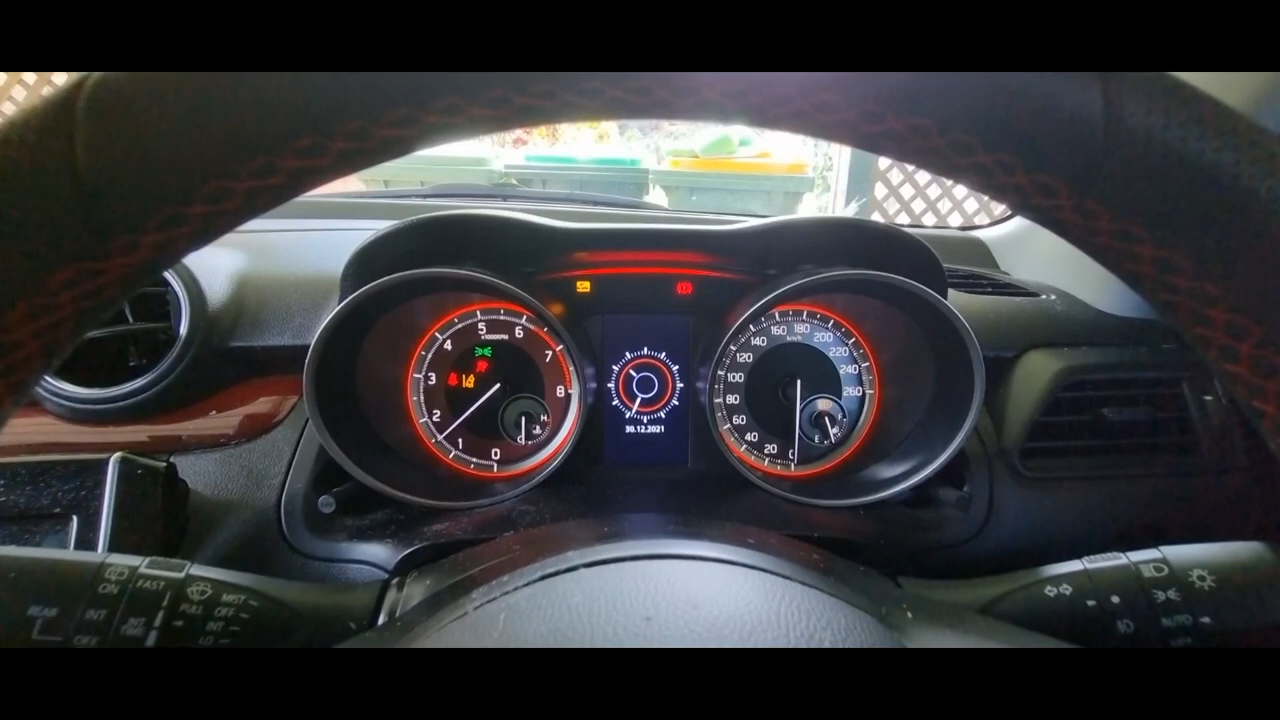 5
6
4
x1000RPM
7
3
8
2
1
0
H
C
30.12.2021
160 180
140
200
km/h
120
220
100
240
80
260
60
40
20
0
F
E
ON
FAST
MIST
PULL
OFF
REAR
INT
INT
TIME
INT
OFF
LO
AUTO
OFF